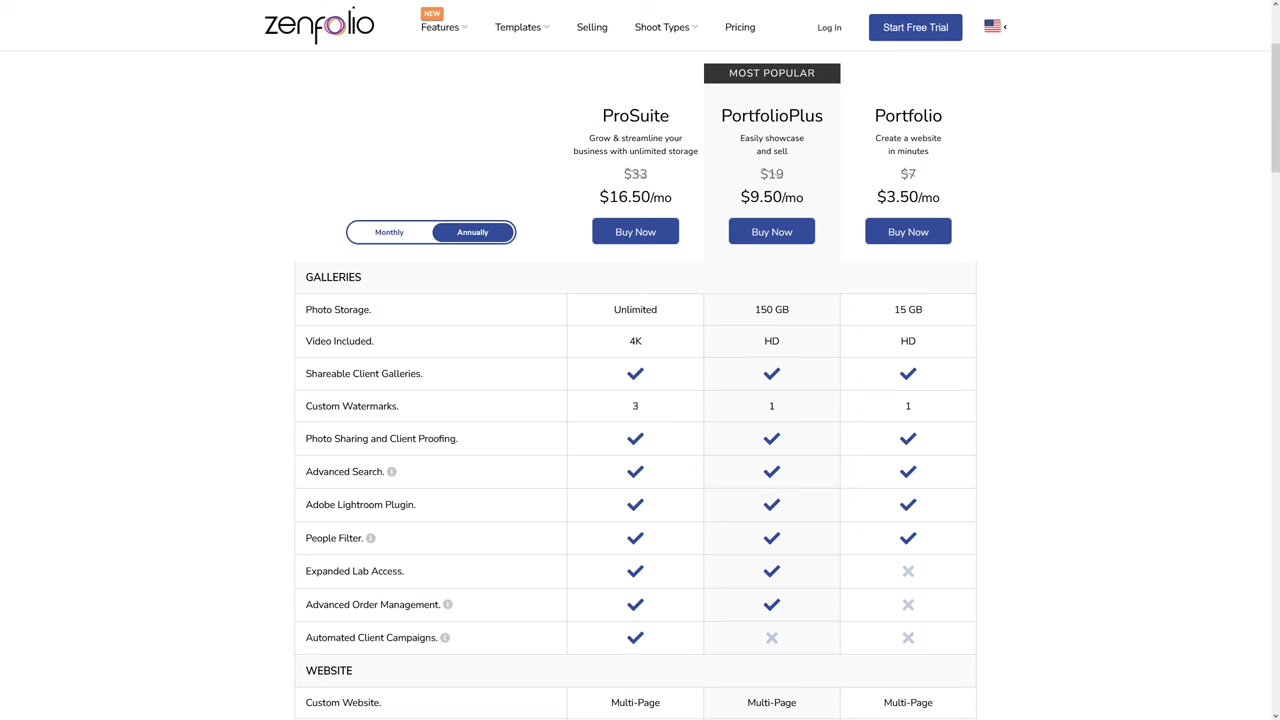 zenfolio
NEW
Features
Templates
Selling
Shoot Types
Pricing
Log In
Start Free Trial
MOST POPULAR
ProSuite
PortfolioPlus
Portfolio
Grow & streamline your
business with unlimited storage
Easily showcase
and sell
Create a website
in minutes
$33
$19
$7
$16.50/mo
$9.50/mo
$3.50/mo
Monthly
Annually
Buy Now
Buy Now
Buy Now
GALLERIES
Photo Storage. Unlimited 150 GB 15 GB
Video Included. 4K HD HD
Shareable Client Galleries.
Custom Watermarks. 3 1 1
Photo Sharing and Client Proofing.
Advanced Search.
Adobe Lightroom Plugin.
People Filter.
Expanded Lab Access.
Advanced Order Management.
Automated Client Campaigns.
WEBSITE
Custom Website. Multi-Page Multi-Page Multi-Page